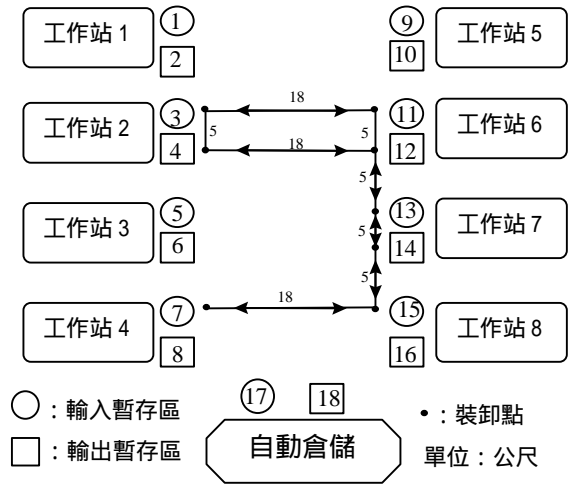 工作站 1
1
2
9
10
工作站 5
工作站 2
3
4
18
5
18
5
11
12
工作站 6
5
工作站 3
5
6
5
13
14
工作站 7
5
工作站 4
7
8
18
15
16
工作站 8
○：輸入暫存區
□：輸出暫存區
17
18
自動倉儲
•：裝卸點
單位：公尺